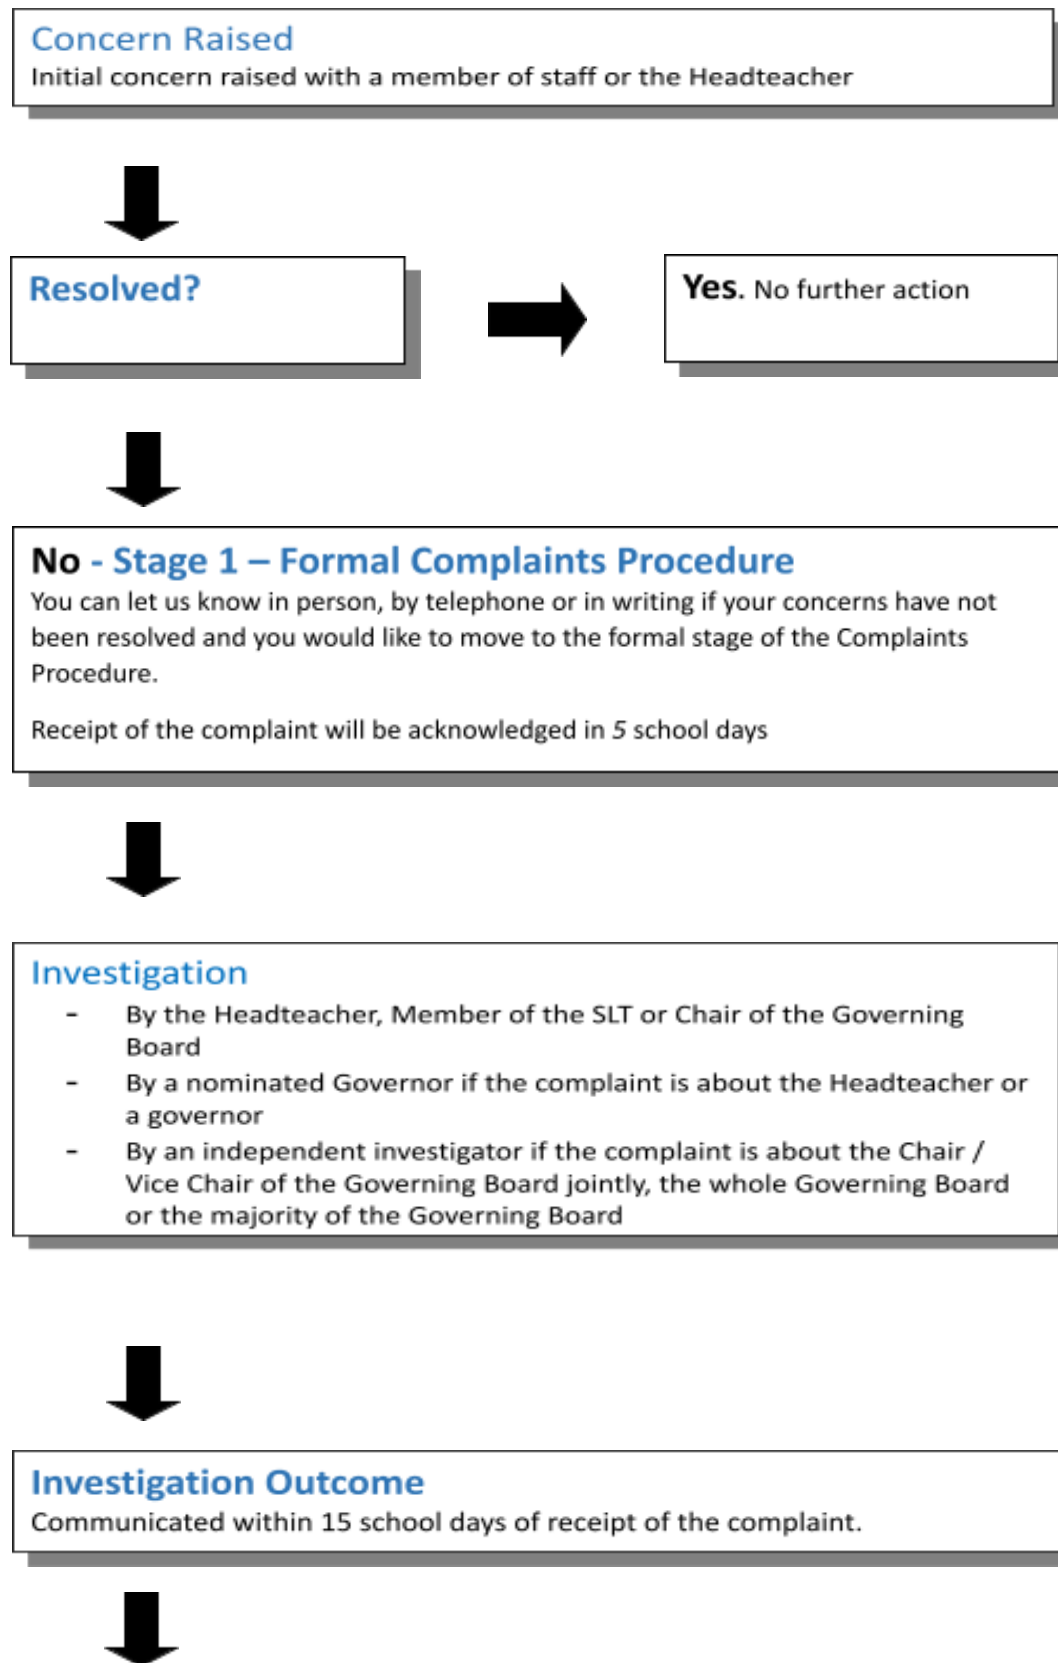 Concern Raised
Initial concern raised with a member of staff or the Headteacher
Resolved?
Yes. No further action
No - Stage 1 – Formal Complaints Procedure
You can let us know in person, by telephone or in writing if your concerns have not
been resolved and you would like to move to the formal stage of the Complaints
Procedure.
Receipt of the complaint will be acknowledged in 5 school days
Investigation
- By the Headteacher, Member of the SLT or Chair of the Governing
Board
- By a nominated Governor if the complaint is about the Headteacher or
a governor
- By an independent investigator if the complaint is about the Chair /
Vice Chair of the Governing Board jointly, the whole Governing Board
or the majority of the Governing Board
Investigation Outcome
Communicated within 15 school days of receipt of the complaint.